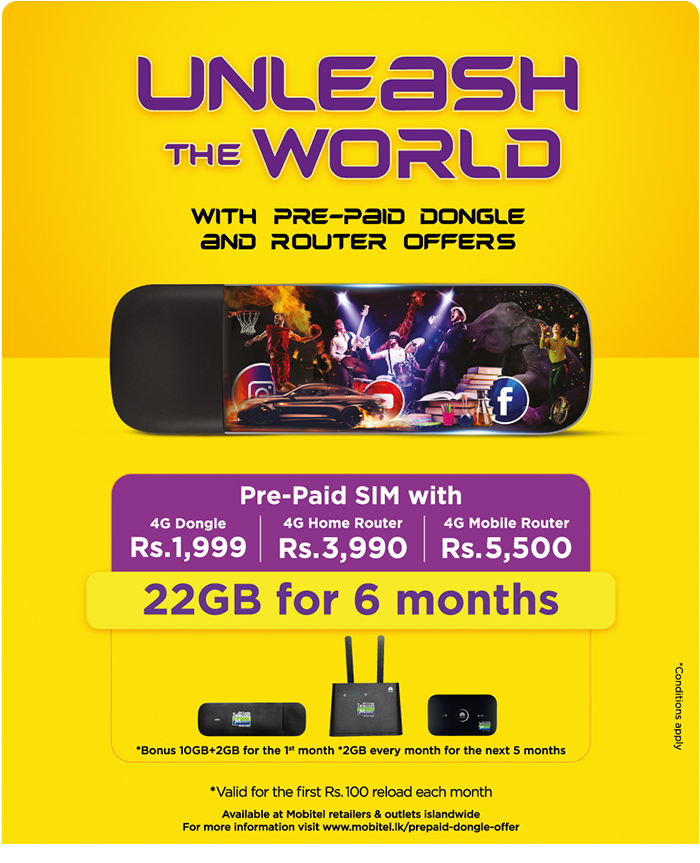 UNLEASH
THE WORLD
WITH PRE-PAID DONGLE
AND ROUTER OFFERS
f
Pre-Paid SIM with
4G Dongle
Rs.1,999
4G Home Router
Rs.3,990
4G Mobile Router
Rs.5,500
22GB for 6 months
*Bonus 10GB+2GB for the 1st month *2GB every month for the next 5 months
*Conditions apply
*Valid for the first Rs.100 reload each month
Available at Mobitel retailers & outlets islandwide
For more information visit www.mobitel.lk/prepaid-dongle-offer